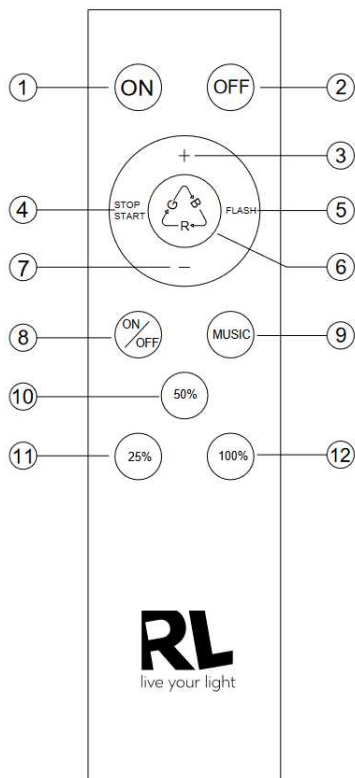 1
ON
OFF
2
+
3
4
STOP
START
G
B
R
FLASH
5
6
7
−
8
ON
/OFF
MUSIC
9
10
50%
11
25%
100%
12
RL
live your light